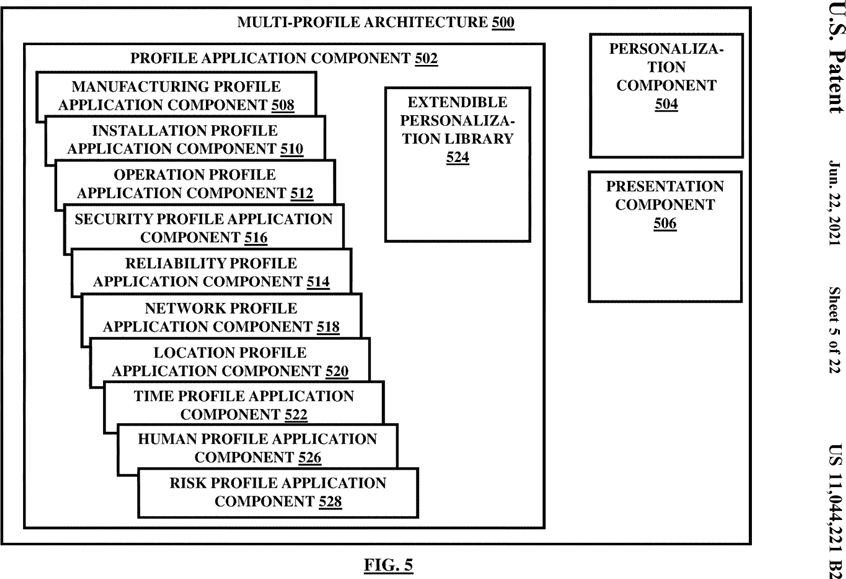 MULTI-PROFILE ARCHITECTURE 500
PROFILE APPLICATION COMPONENT 502
MANUFACTURING PROFILE
APPLICATION COMPONENT 508
INSTALLATION PROFILE
APPLICATION COMPONENT 510
OPERATION PROFILE
APPLICATION COMPONENT 512
SECURITY PROFILE APPLICATION
COMPONENT 516
RELIABILITY PROFILE
APPLICATION COMPONENT 514
NETWORK PROFILE
APPLICATION COMPONENT 518
LOCATION PROFILE
APPLICATION COMPONENT 520
TIME PROFILE APPLICATION
COMPONENT 522
HUMAN PROFILE APPLICATION
COMPONENT 526
RISK PROFILE APPLICATION
COMPONENT 528
EXTENDIBLE
PERSONALIZA-
TION LIBRARY
524
PERSONALIZA-
TION
COMPONENT
504
PRESENTATION
COMPONENT
506
FIG. 5
U.S. Patent
Jun. 22, 2021
Sheet 5 of 22
US 11,044,221 B2